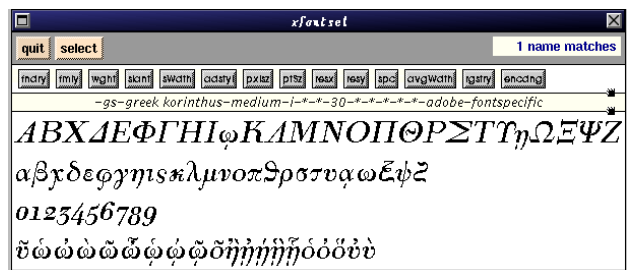 xfontsel
quit select 1 name matches
fndry fmly wght slant sWdth adstyl pxlsz ptSz resx resy spc avgWdth rgstry encdng
-gs-greek korinthus-medium-i-*-*-30-*-*-*-*-*-adobe-fontspecific
ΑΒΧΔΕΦΓΗΙφΚΛΜΝΟΠΘΡΣΤΥηΩΞΨΖ
αβχδεφγηιςκλμνοπϑρστυᾳωξψζ
0123456789